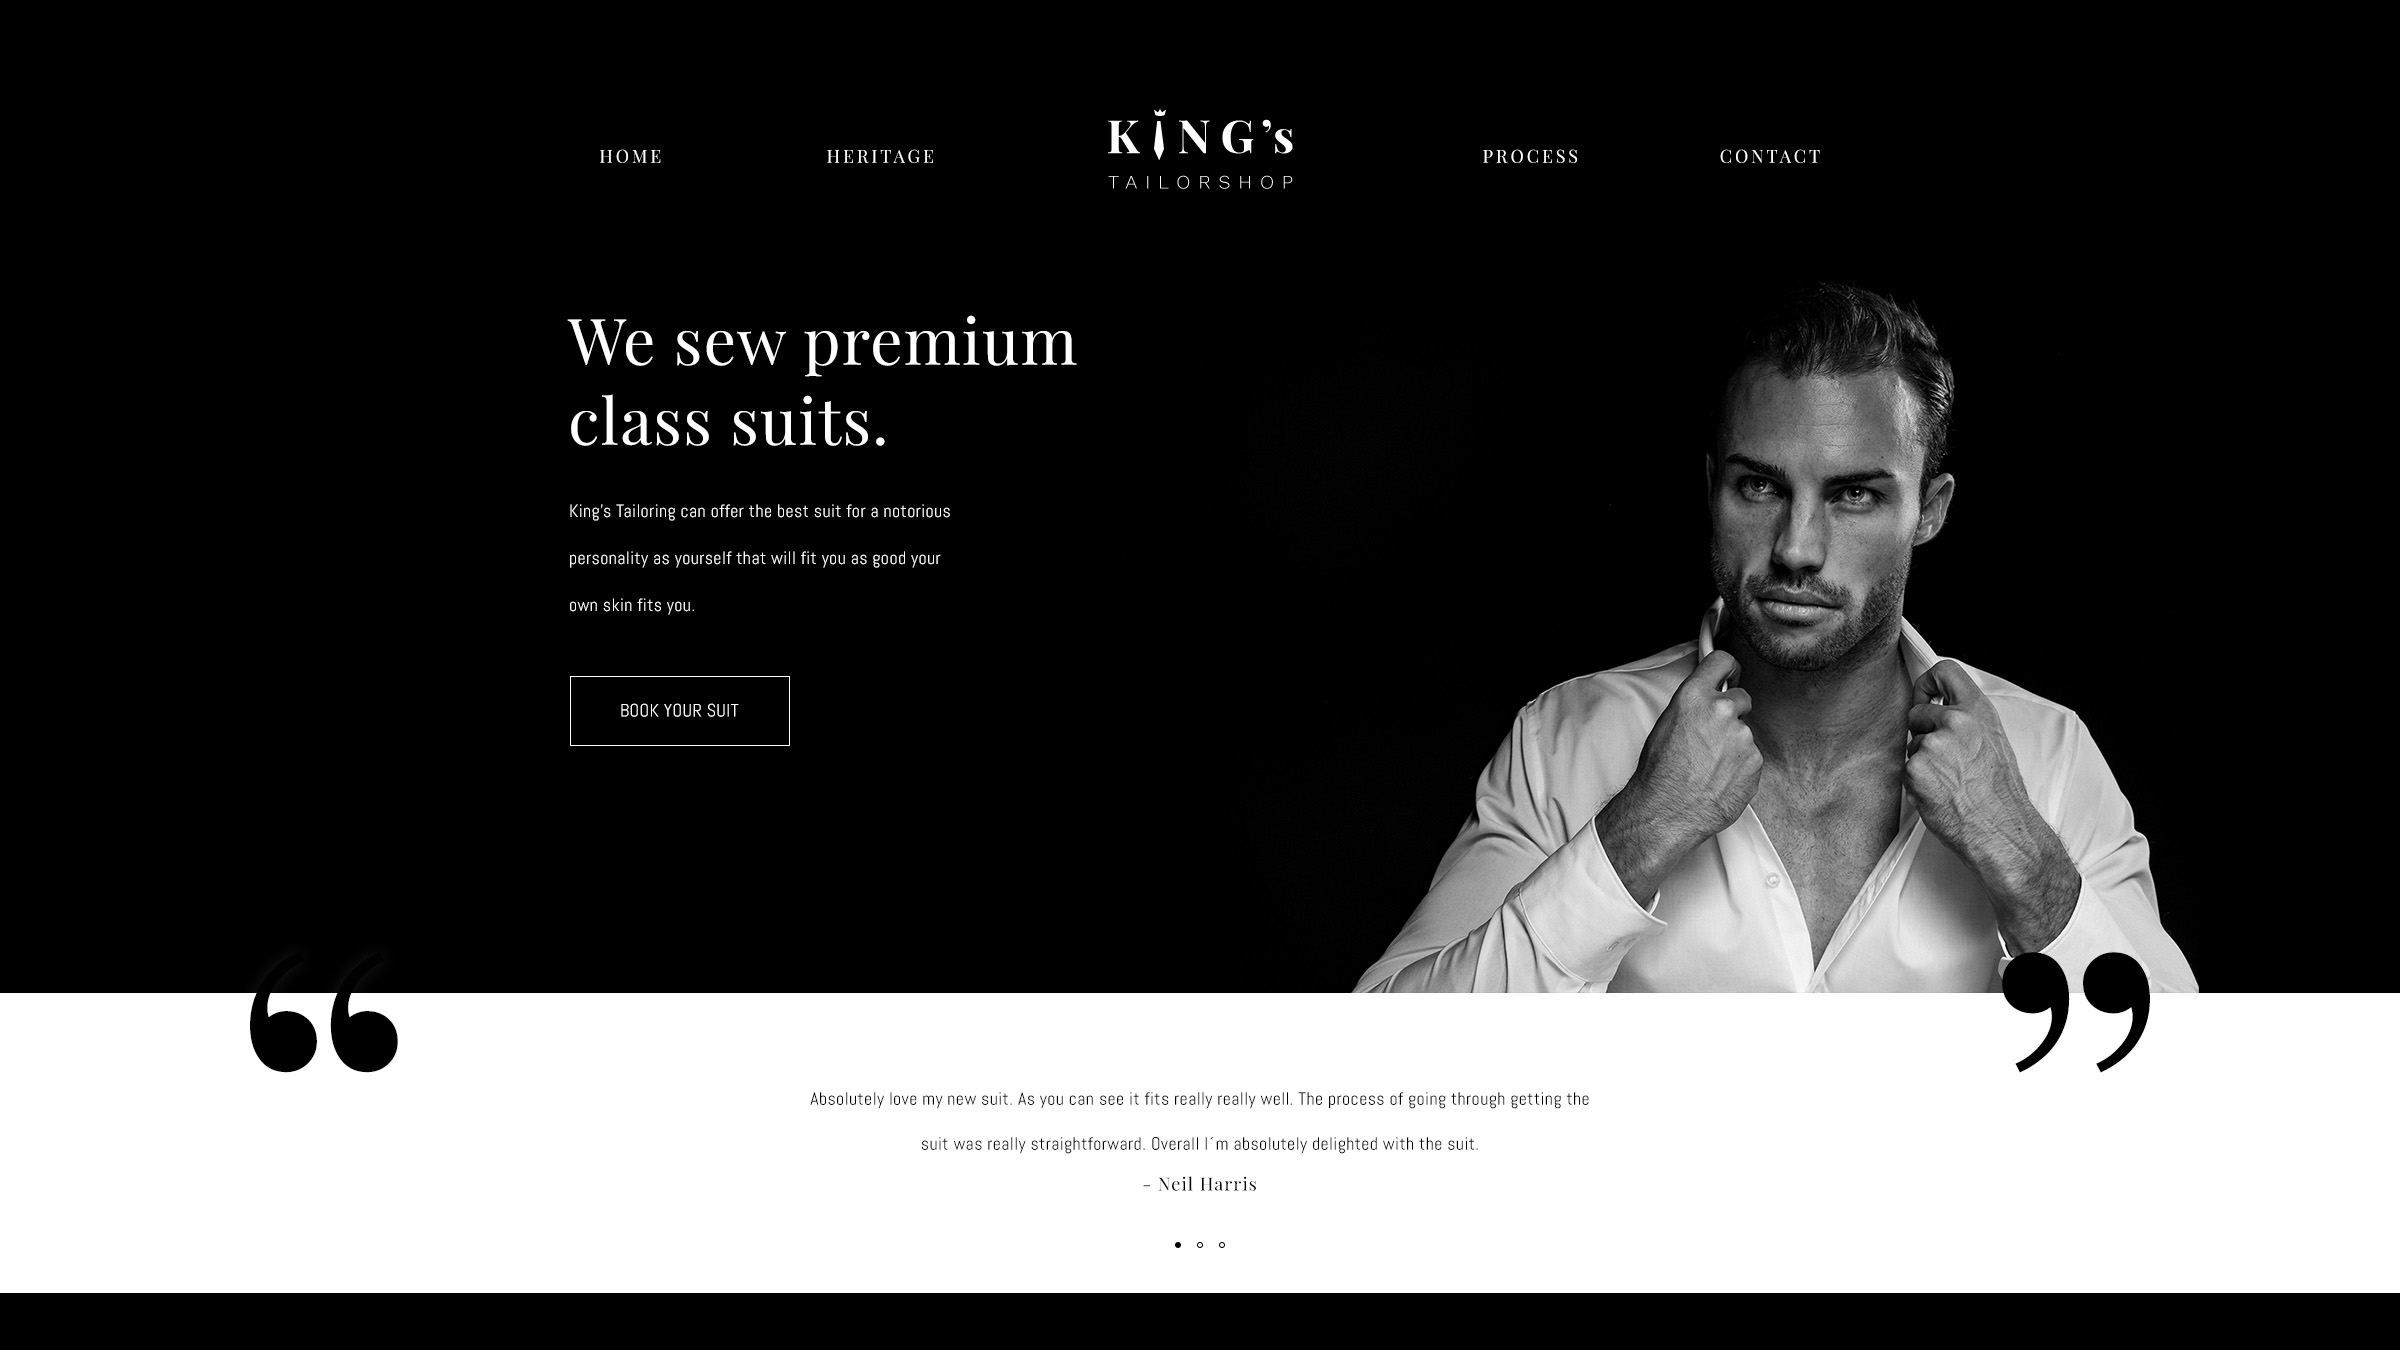 HOME
HERITAGE
KING's
TAILORSHOP
PROCESS
CONTACT
We sew premium
class suits.
King's Tailoring can offer the best suit for a notorious
personality as yourself that will fit you as good your
own skin fits you.
BOOK YOUR SUIT
“ ”
Absolutely love my new suit. As you can see it fits really really well. The process of going through getting the
suit was really straightforward. Overall I´m absolutely delighted with the suit.
- Neil Harris